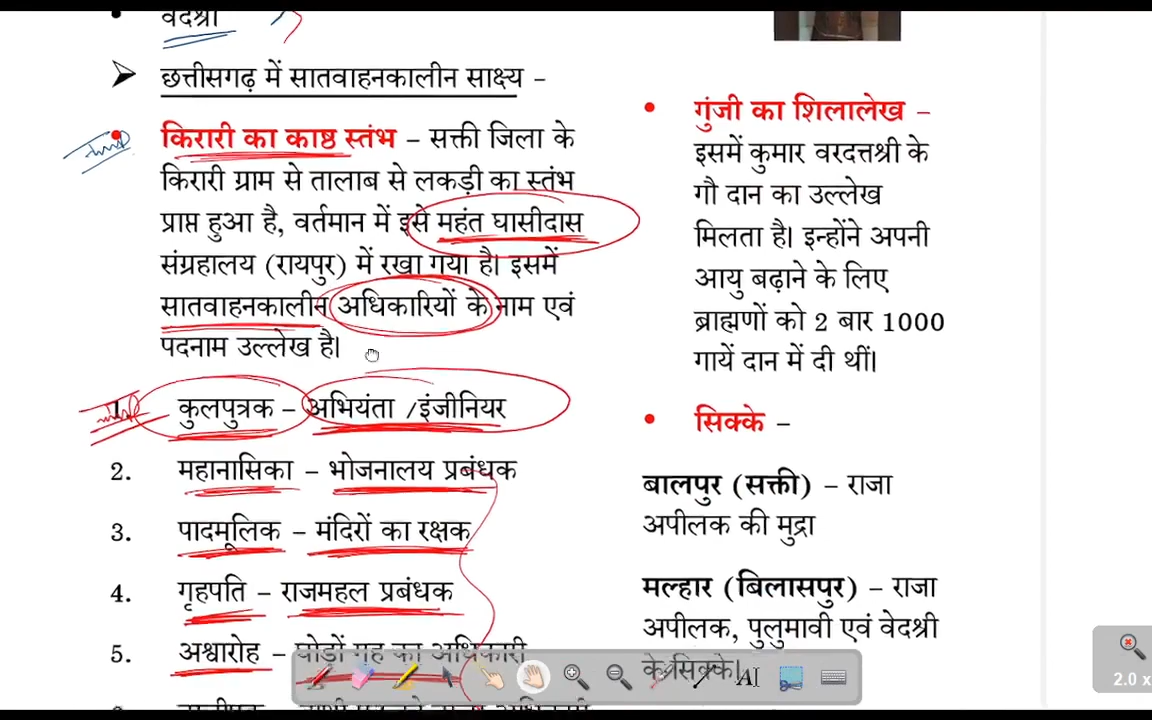 वेदश्री
छत्तीसगढ़ में सातवाहनकालीन साक्ष्य –
किरारी का काष्ठ स्तंभ – सक्ती जिला के
किरारी ग्राम से तालाब से लकड़ी का स्तंभ
प्राप्त हुआ है, वर्तमान में इसे महंत घासीदास
संग्रहालय (रायपुर) में रखा गया है। इसमें
सातवाहनकालीन अधिकारियों के नाम एवं
पदनाम उल्लेख है।
1. कुलपुत्रक – अभियंता /इंजीनियर
2. महानासिका – भोजनालय प्रबंधक
3. पादमूलिक – मंदिरों का रक्षक
4. गृहपति – राजमहल प्रबंधक
5. अश्वारोह – घोड़ों गृह का अधिकारी
गुंजी का शिलालेख –
इसमें कुमार वरदत्तश्री के
गौ दान का उल्लेख
मिलता है। इन्होंने अपनी
आयु बढ़ाने के लिए
ब्राह्मणों को 2 बार 1000
गायें दान में दी थीं।
सिक्के –
बालपुर (सक्ती) – राजा
अपीलक की मुद्रा
मल्हार (बिलासपुर) – राजा
अपीलक, पुलुमावी एवं वेदश्री
के सिक्के।
AI
2.0 x